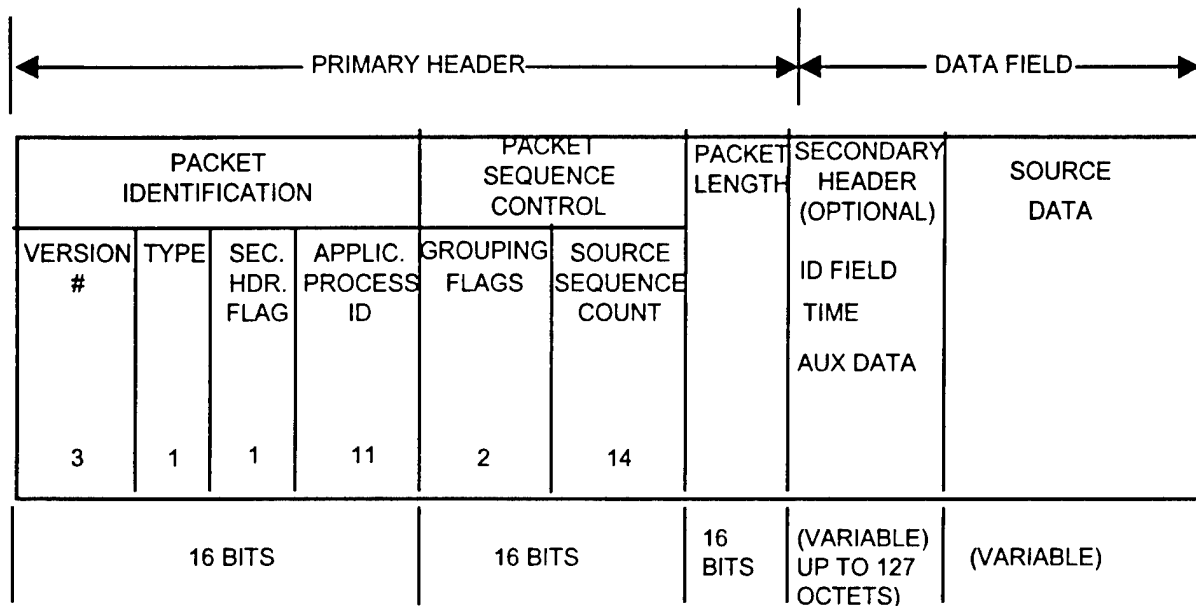 PRIMARY HEADER
DATA FIELD
PACKET
IDENTIFICATION
PACKET
SEQUENCE
CONTROL
PACKET
LENGTH
SECONDARY
HEADER
(OPTIONAL)
ID FIELD
TIME
AUX DATA
SOURCE
DATA
VERSION
#
TYPE
SEC.
HDR.
FLAG
APPLIC.
PROCESS
ID
GROUPING
FLAGS
SOURCE
SEQUENCE
COUNT
3
1
1
11
2
14
16 BITS
16 BITS
16
BITS
(VARIABLE)
UP TO 127
OCTETS)
(VARIABLE)